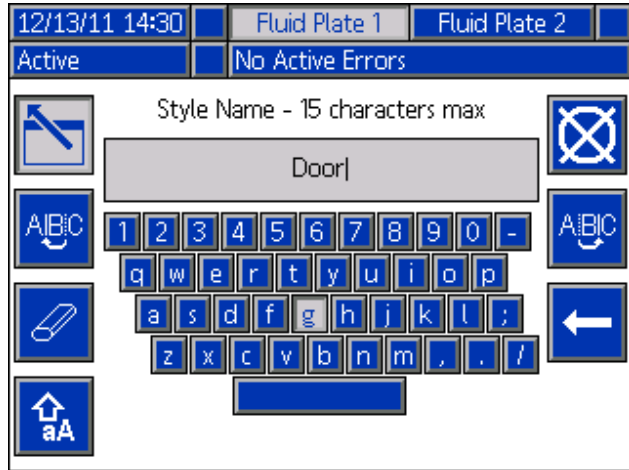 12/13/11 14:30 Fluid Plate 1 Fluid Plate 2
Active No Active Errors
Style Name - 15 characters max
Door
A|B|C A|B|C
1 2 3 4 5 6 7 8 9 0 -
q w e r t y u i o p
a s d f g h j k l ;
z x c v b n m , . /
aA